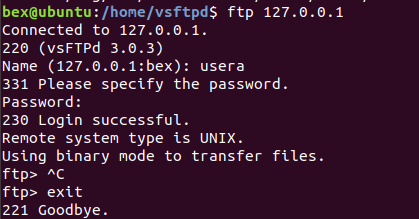 bex@ubuntu:/home/vsftpd$ ftp 127.0.0.1
Connected to 127.0.0.1.
220 (vsFTPd 3.0.3)
Name (127.0.0.1:bex): usera
331 Please specify the password.
Password:
230 Login successful.
Remote system type is UNIX.
Using binary mode to transfer files.
ftp> ^C
ftp> exit
221 Goodbye.